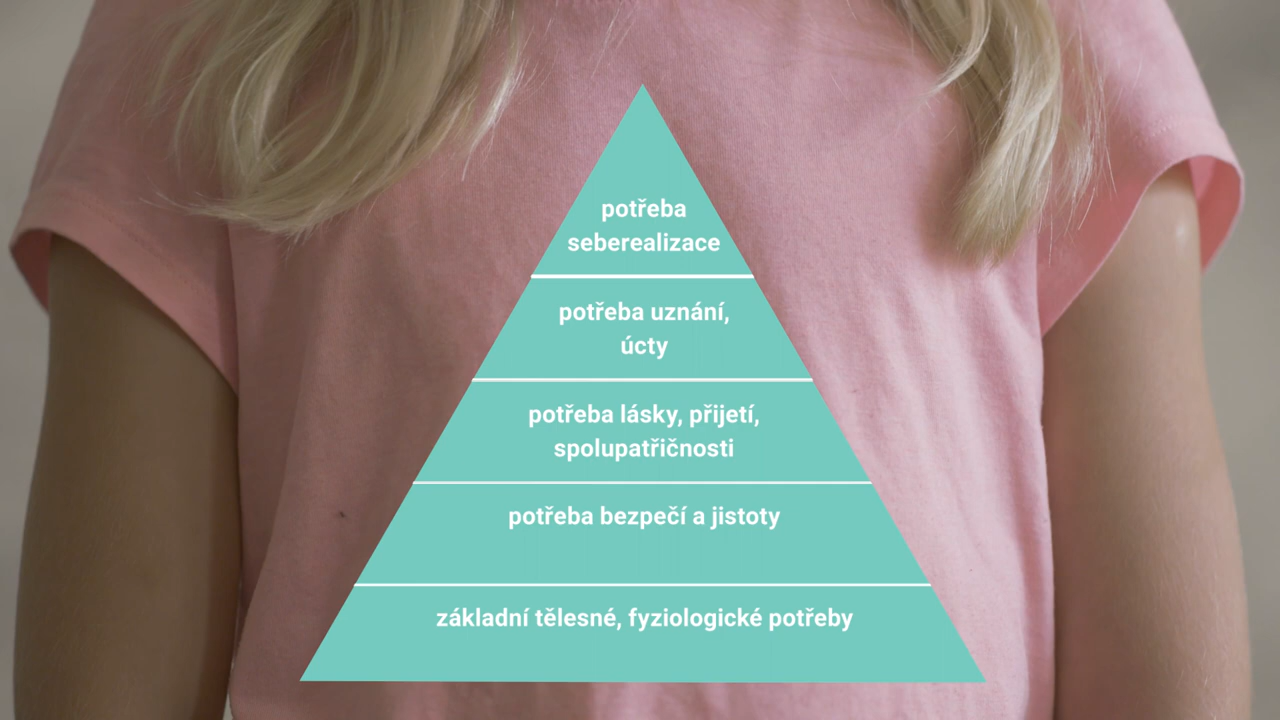 potřeba
seberealizace
potřeba uznání,
úcty
potřeba lásky, přijetí,
spolupatřičnosti
potřeba bezpečí a jistoty
základní tělesné, fyziologické potřeby